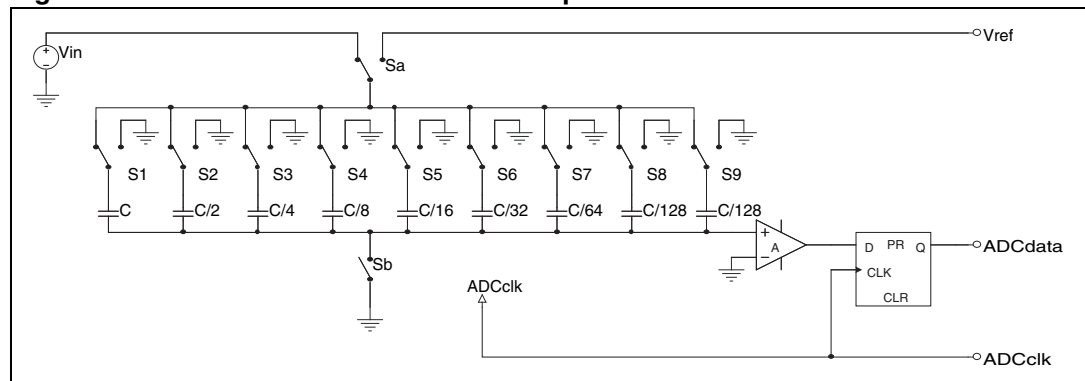 Vin
Vref
Sa
S1 S2 S3 S4 S5 S6 S7 S8 S9
C C/2 C/4 C/8 C/16 C/32 C/64 C/128 C/128
+
−
A
D PR Q
CLK
CLR
ADCdata
Sb
ADCclk
ADCclk